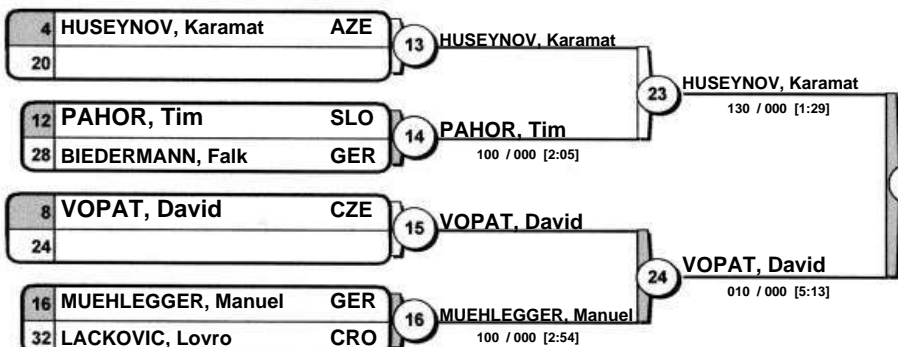 4 HUSEYNOV, Karamat AZE
20
13 HUSEYNOV, Karamat
12 PAHOR, Tim SLO
28 BIEDERMANN, Falk GER
14 PAHOR, Tim
100 / 000 [2:05]
23 HUSEYNOV, Karamat
130 / 000 [1:29]
8 VOPAT, David CZE
24
15 VOPAT, David
16 MUEHLEGGER, Manuel GER
32 LACKOVIC, Lovro CRO
16 MUEHLEGGER, Manuel
100 / 000 [2:54]
24 VOPAT, David
010 / 000 [5:13]